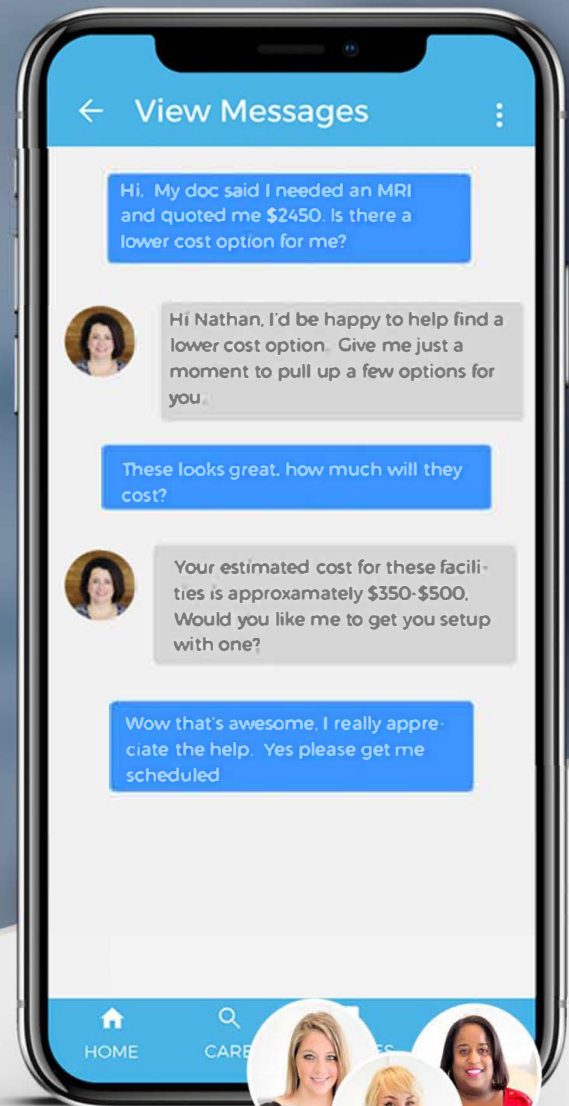 View Messages
Hi, My doc said I needed an MRI
and quoted me $2450. Is there a
lower cost option for me?
Hi Nathan, I'd be happy to help find a
lower cost option. Give me just a
moment to pull up a few options for
you.
These looks great, how much will they
cost?
Your estimated cost for these facili-
ties is approxamately $350-$500,
Would you like me to get you setup
with one?
Wow that's awesome, I really appre-
ciate the help. Yes please get me
scheduled
HOME